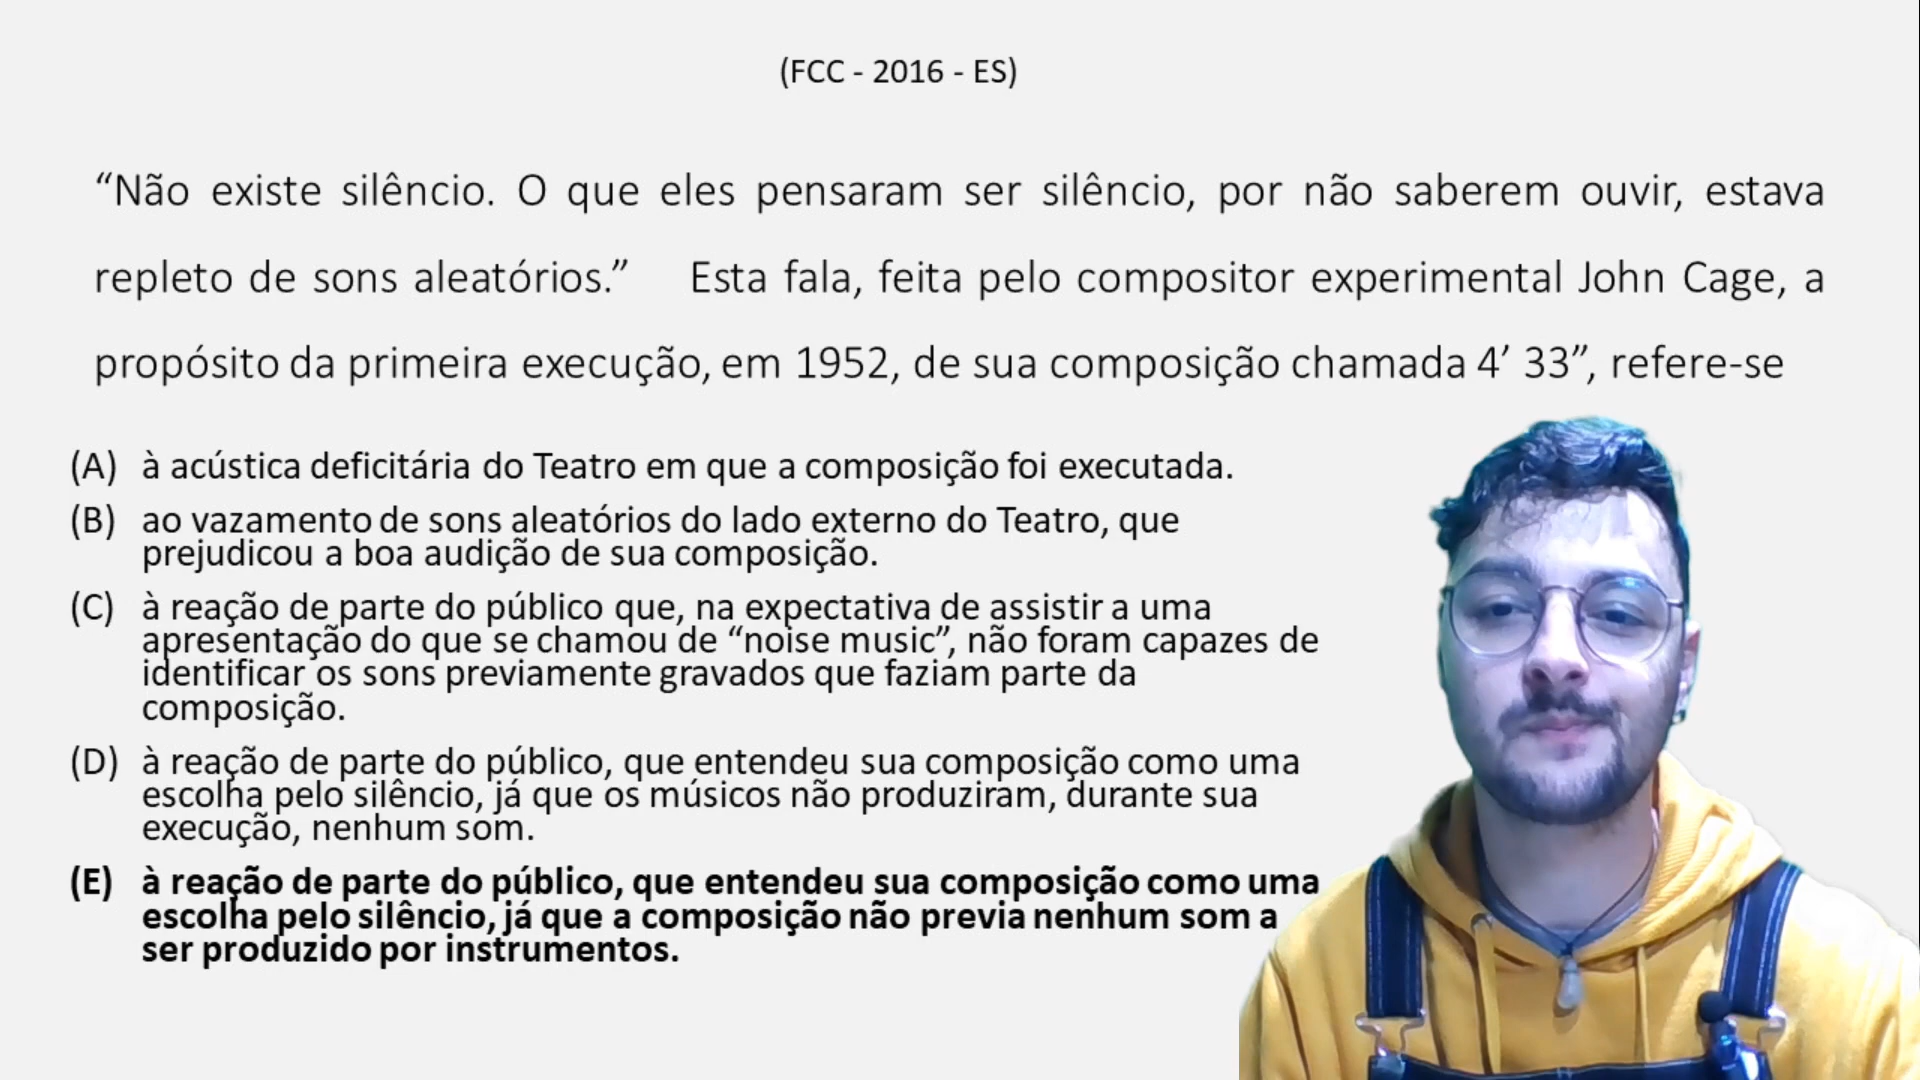 (FCC - 2016 - ES)
“Não existe silêncio. O que eles pensaram ser silêncio, por não saberem ouvir, estava
repleto de sons aleatórios.” Esta fala, feita pelo compositor experimental John Cage, a
propósito da primeira execução, em 1952, de sua composição chamada 4’ 33”, refere-se
(A) à acústica deficitária do Teatro em que a composição foi executada.
(B) ao vazamento de sons aleatórios do lado externo do Teatro, que
prejudicou a boa audição de sua composição.
(C) à reação de parte do público que, na expectativa de assistir a uma
apresentação do que se chamou de “noise music”, não foram capazes de
identificar os sons previamente gravados que faziam parte da
composição.
(D) à reação de parte do público, que entendeu sua composição como uma
escolha pelo silêncio, já que os músicos não produziram, durante sua
execução, nenhum som.
(E) à reação de parte do público, que entendeu sua composição como uma
escolha pelo silêncio, já que a composição não previa nenhum som a
ser produzido por instrumentos.